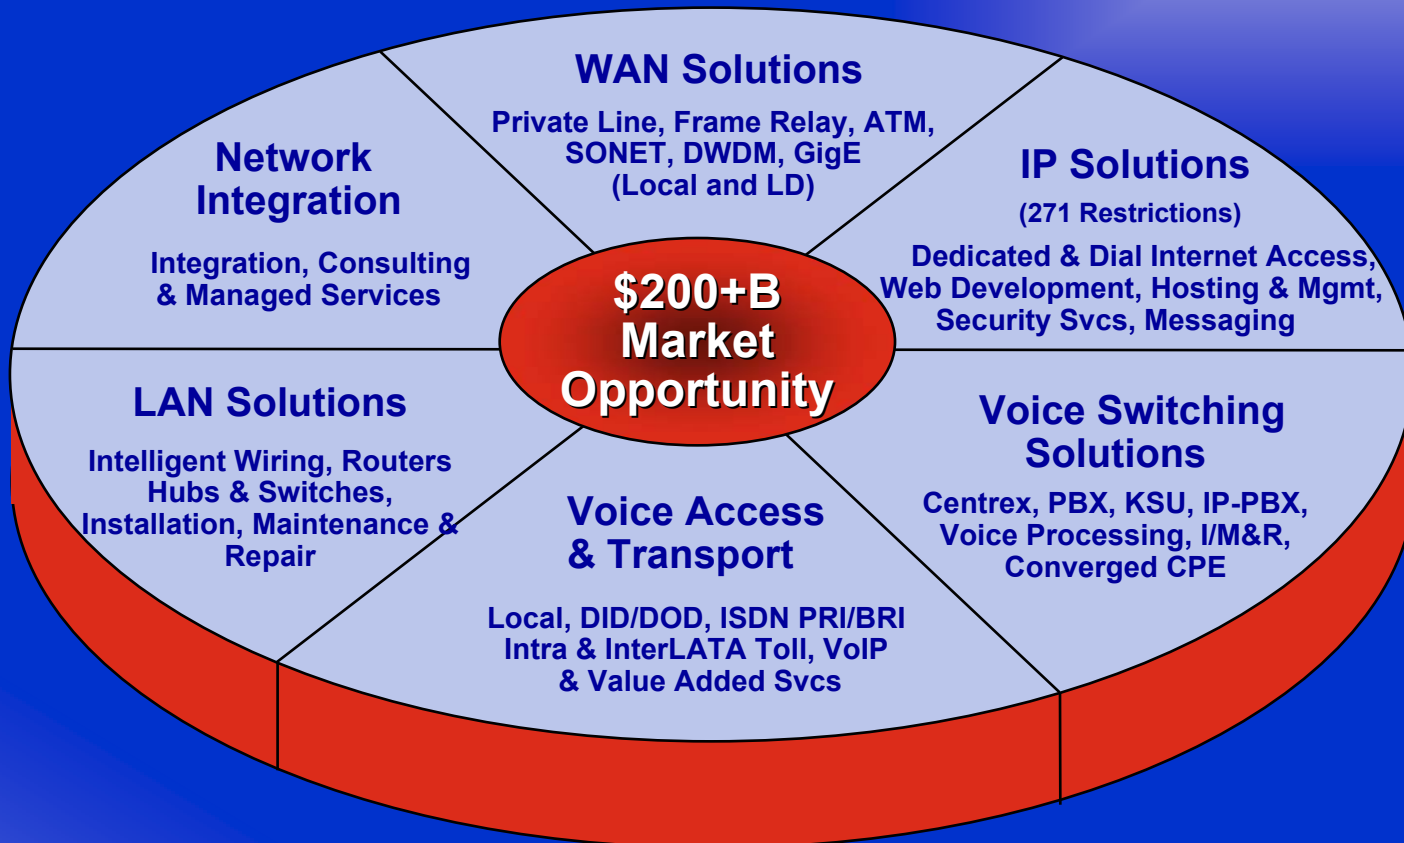 WAN Solutions
Private Line, Frame Relay, ATM,
SONET, DWDM, GigE
(Local and LD)
Network
Integration
Integration, Consulting
& Managed Services
IP Solutions
(271 Restrictions)
Dedicated & Dial Internet Access,
Web Development, Hosting & Mgmt,
Security Svcs, Messaging
$200+B
Market
Opportunity
LAN Solutions
Intelligent Wiring, Routers
Hubs & Switches,
Installation, Maintenance &
Repair
Voice Access
& Transport
Local, DID/DOD, ISDN PRI/BRI
Intra & InterLATA Toll, VoIP
& Value Added Svcs
Voice Switching
Solutions
Centrex, PBX, KSU, IP-PBX,
Voice Processing, I/M&R,
Converged CPE